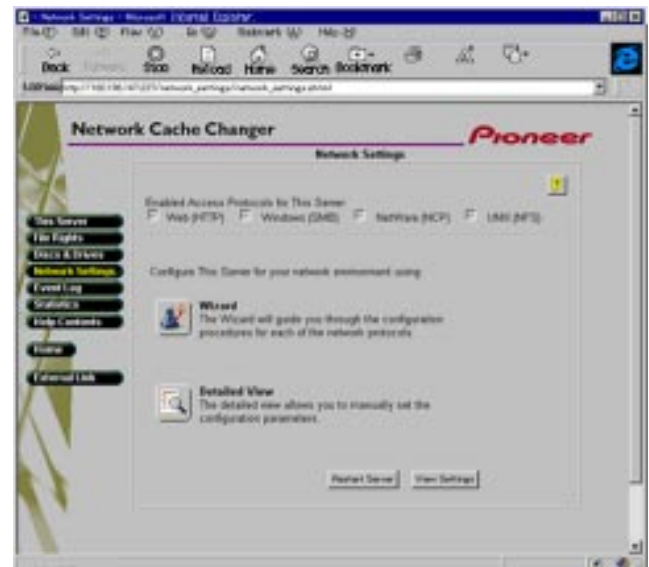 Network Settings - Microsoft Internet Explorer
Back Forward Stop Reload Home Search Bookmark
Network Cache Changer
Pioneer
Network Settings
?
Enabled Access Protocols for This Server
Web (HTTP) Windows (SMB) NetWare (NCP) UNIX (NFS)
This Server
File Rights
Discs & Drives
Network Settings
Event Log
Statistics
Help Contents
Home
External Link
Configure This Server for your network environment using:
Wizard
The Wizard will guide you through the configuration
procedures for each of the network protocols.
Detailed View
The detailed view allows you to manually set the
configuration parameters.
Restart Server View Settings